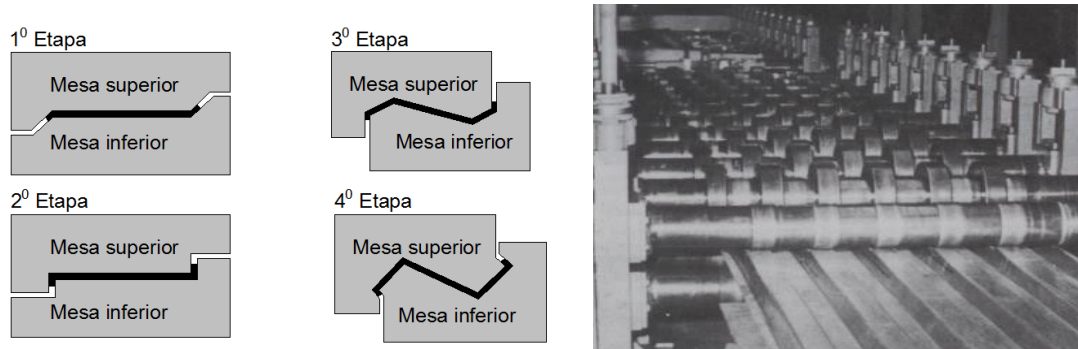 1⁰ Etapa
Mesa superior
Mesa inferior
2⁰ Etapa
Mesa superior
Mesa inferior
3⁰ Etapa
Mesa superior
Mesa inferior
4⁰ Etapa
Mesa superior
Mesa inferior